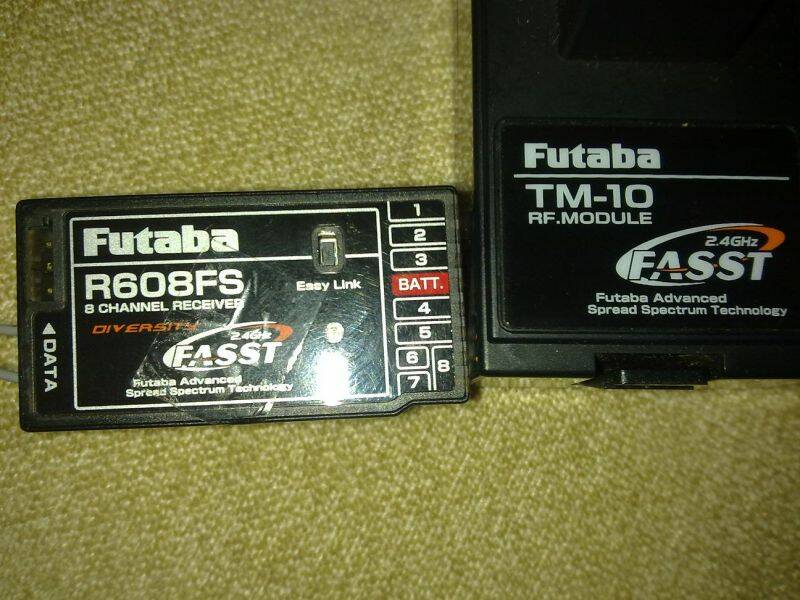 Futaba
R608FS
8 CHANNEL RECEIVER
DIVERSITY
2.4GHz
FASST
Futaba Advanced
Spread Spectrum Technology
Easy Link
◄DATA
1
2
3
BATT.
4
5
6
7
8
Futaba
TM-10
RF.MODULE
2.4GHz
FASST
Futaba Advanced
Spread Spectrum Technology